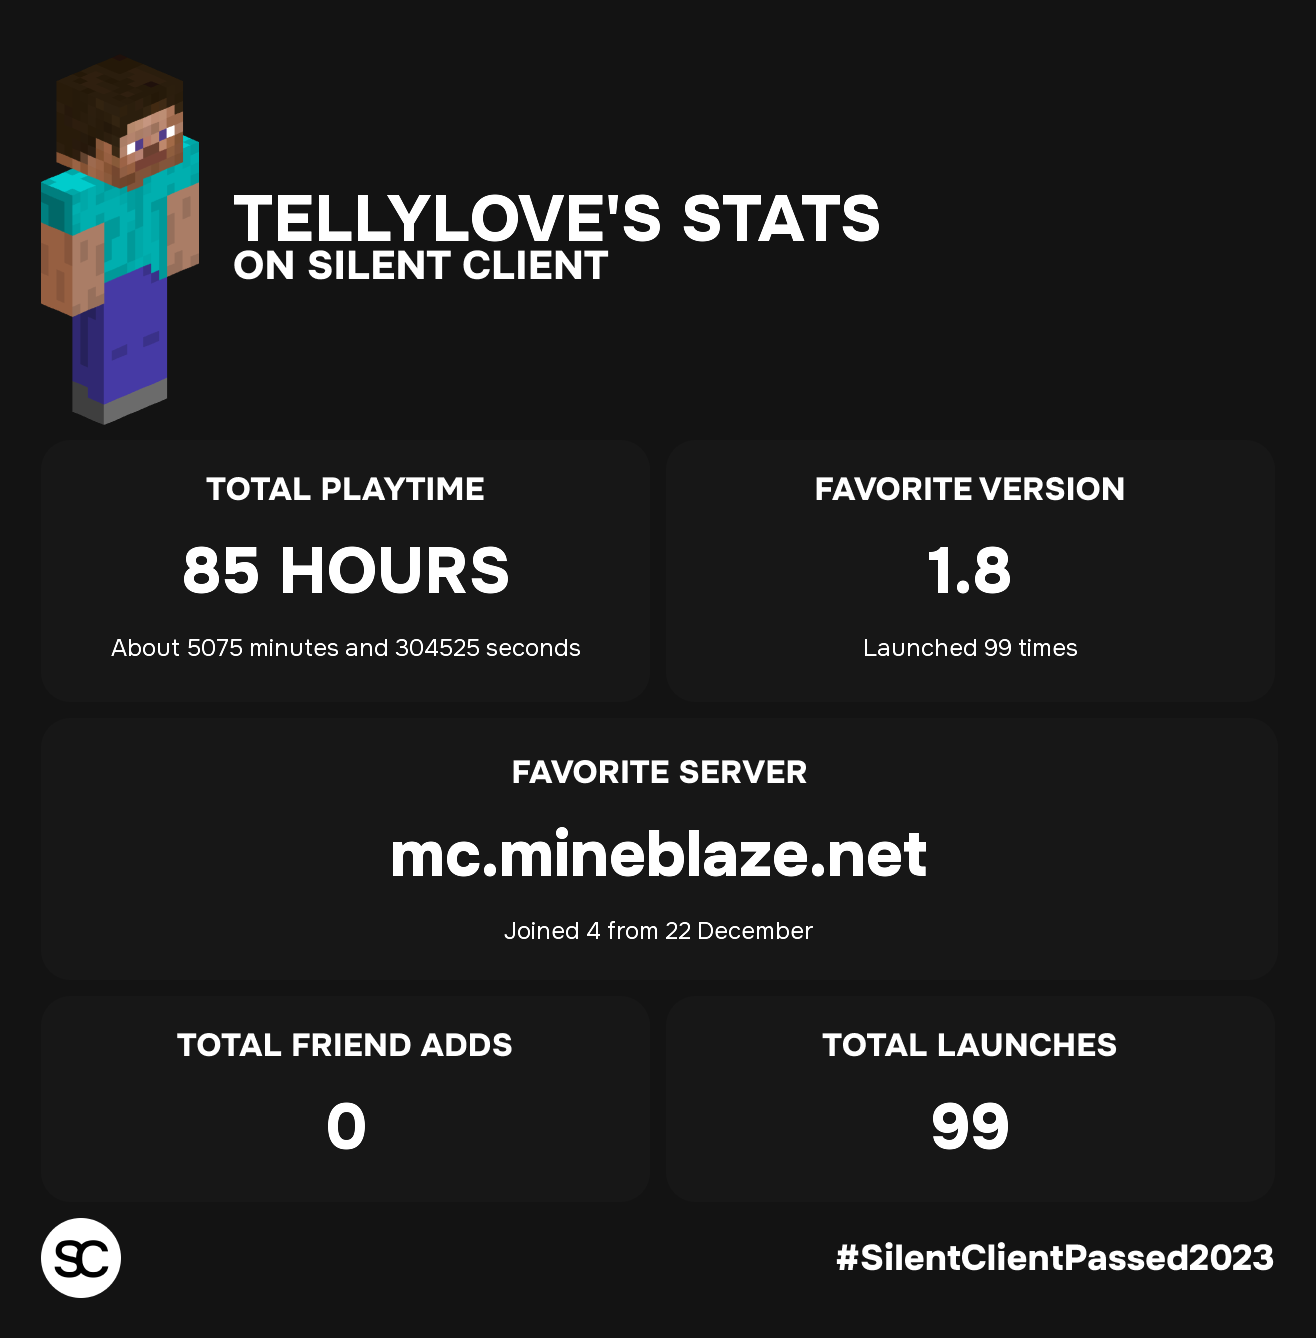 TELLYLOVE'S STATS
ON SILENT CLIENT
TOTAL PLAYTIME
85 HOURS
About 5075 minutes and 304525 seconds
FAVORITE VERSION
1.8
Launched 99 times
FAVORITE SERVER
mc.mineblaze.net
Joined 4 from 22 December
TOTAL FRIEND ADDS
0
TOTAL LAUNCHES
99
SC
#SilentClientPassed2023